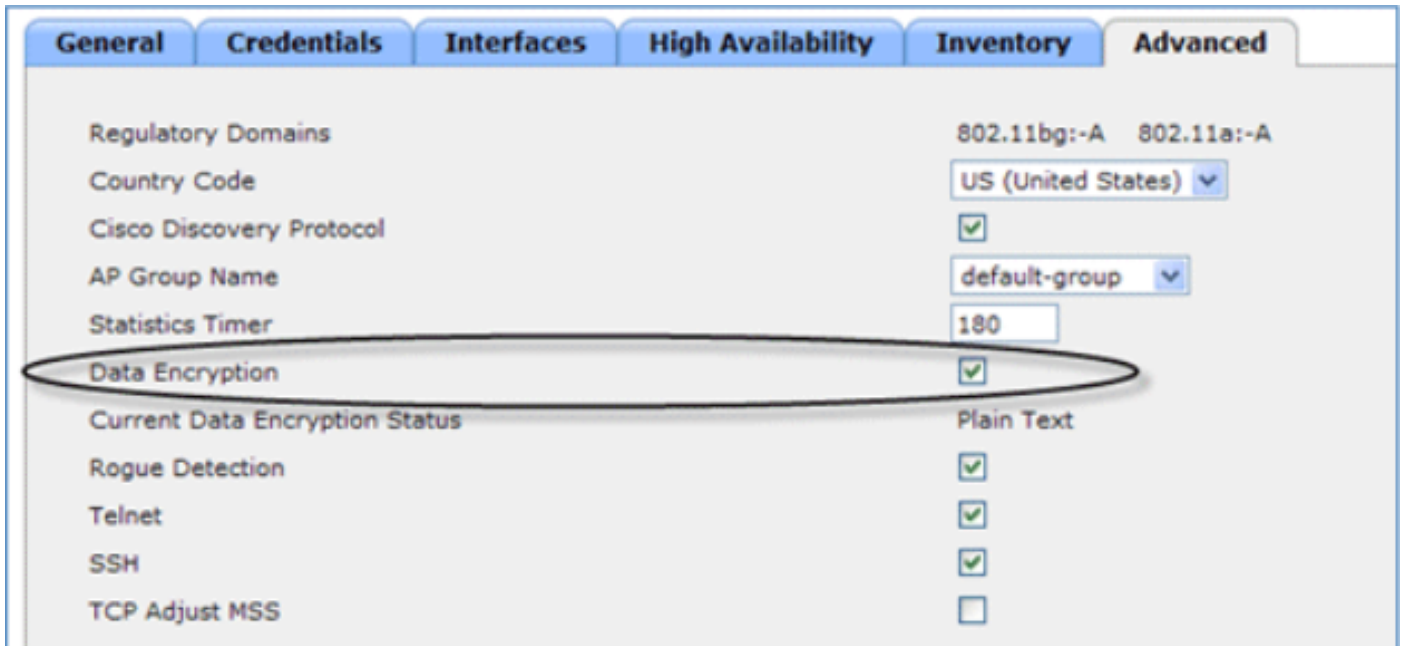 General Credentials Interfaces High Availability Inventory Advanced
Regulatory Domains 802.11bg:-A 802.11a:-A
Country Code US (United States)
Cisco Discovery Protocol
AP Group Name default-group
Statistics Timer 180
Data Encryption
Current Data Encryption Status Plain Text
Rogue Detection
Telnet
SSH
TCP Adjust MSS